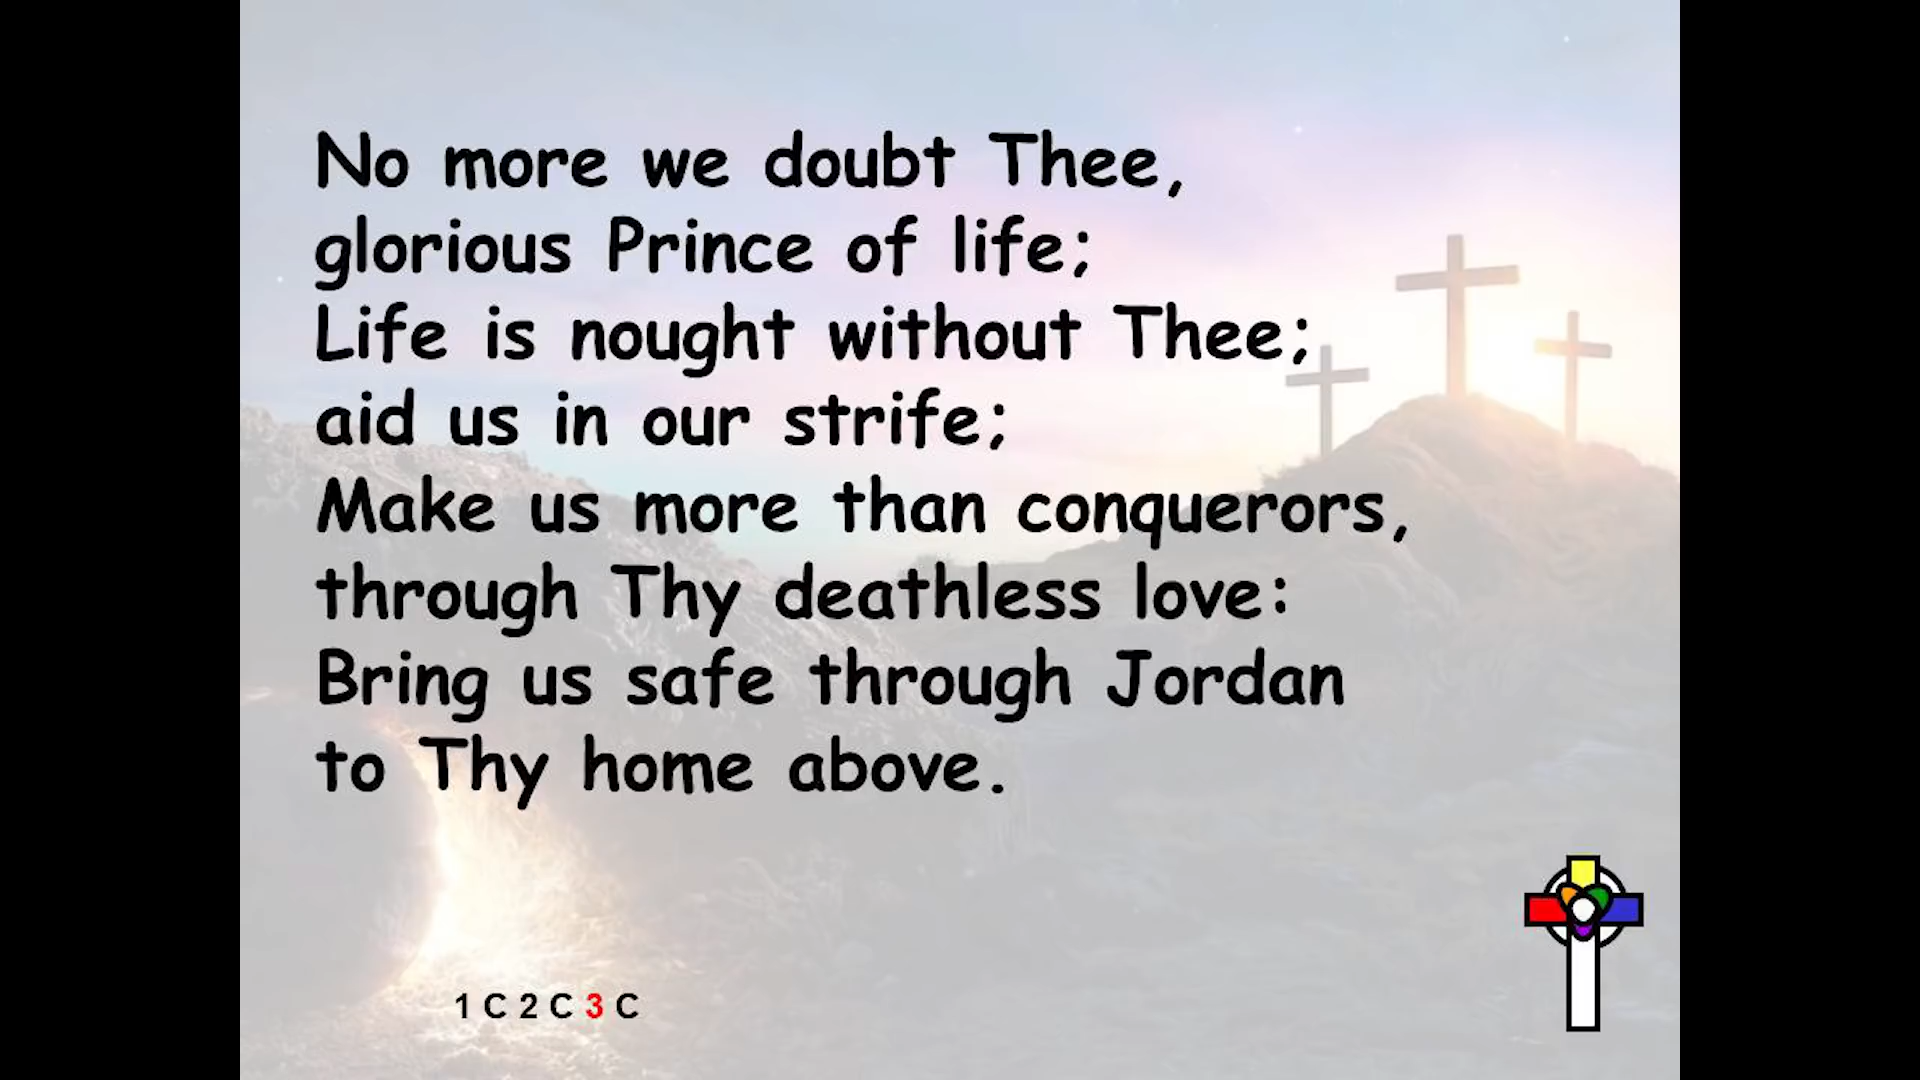 No more we doubt Thee,
glorious Prince of life;
Life is nought without Thee;
aid us in our strife;
Make us more than conquerors,
through Thy deathless love:
Bring us safe through Jordan
to Thy home above.
1 C 2 C 3 C